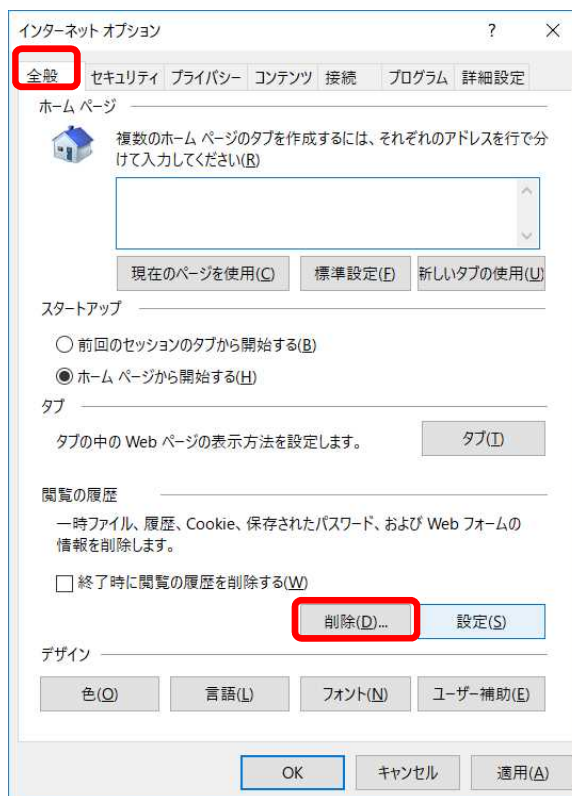 インターネット オプション ? ×
全般 セキュリティ プライバシー コンテンツ 接続 プログラム 詳細設定
ホーム ページ
複数のホーム ページのタブを作成するには、それぞれのアドレスを行で分
けて入力してください(R)
現在のページを使用(C) 標準設定(F) 新しいタブの使用(U)
スタートアップ
前回のセッションのタブから開始する(B)
ホーム ページから開始する(H)
タブ
タブの中の Web ページの表示方法を設定します。 タブ(T)
閲覧の履歴
一時ファイル、履歴、Cookie、保存されたパスワード、および Web フォームの
情報を削除します。
終了時に閲覧の履歴を削除する(W)
削除(D)... 設定(S)
デザイン
色(O) 言語(L) フォント(N) ユーザー補助(E)
OK キャンセル 適用(A)